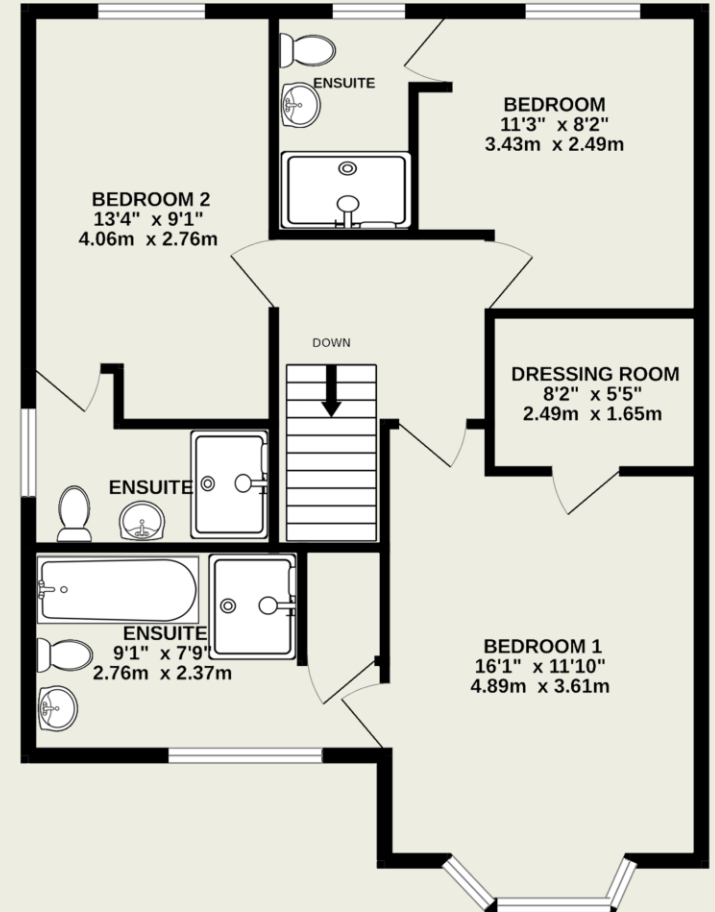 ENSUITE
BEDROOM
11'3" x 8'2"
3.43m x 2.49m
BEDROOM 2
13'4" x 9'1"
4.06m x 2.76m
DOWN
DRESSING ROOM
8'2" x 5'5"
2.49m x 1.65m
ENSUITE
ENSUITE
9'1" x 7'9"
2.76m x 2.37m
BEDROOM 1
16'1" x 11'10"
4.89m x 3.61m